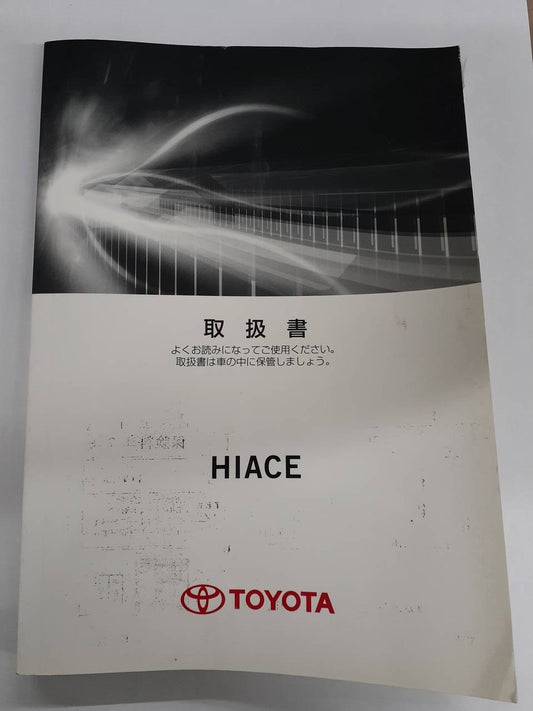 取扱書
よくお読みになってご使用ください。
取扱書は車の中に保管しましょう。
HIACE
TOYOTA